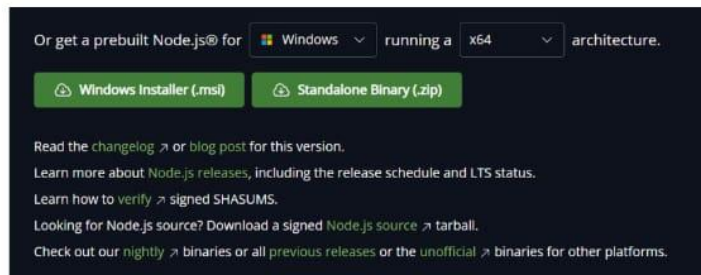 Or get a prebuilt Node.js® for Windows running a x64 architecture.
Windows Installer (.msi) Standalone Binary (.zip)
Read the changelog ↗ or blog post for this version.
Learn more about Node.js releases, including the release schedule and LTS status.
Learn how to verify ↗ signed SHASUMS.
Looking for Node.js source? Download a signed Node.js source ↗ tarball.
Check out our nightly ↗ binaries or all previous releases or the unofficial ↗ binaries for other platforms.